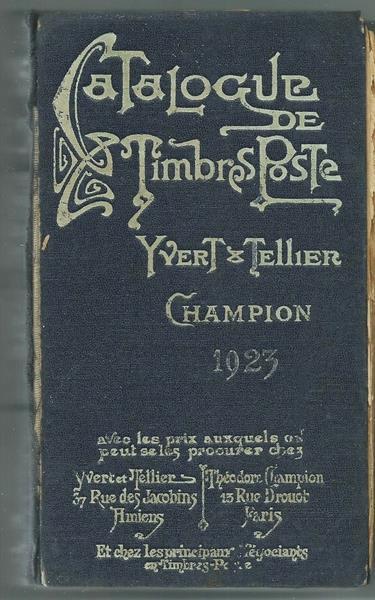 Catalogue
de
Timbres Poste
Yvert & Tellier
Champion
1923
avec les prix auxquels on
peut se les procurer chez
Yvert et Tellier
37 Rue des Jacobins
Amiens
Théodore Champion
13 Rue Drouot
Paris
Et chez les principaux Négociants
en Timbres-Poste